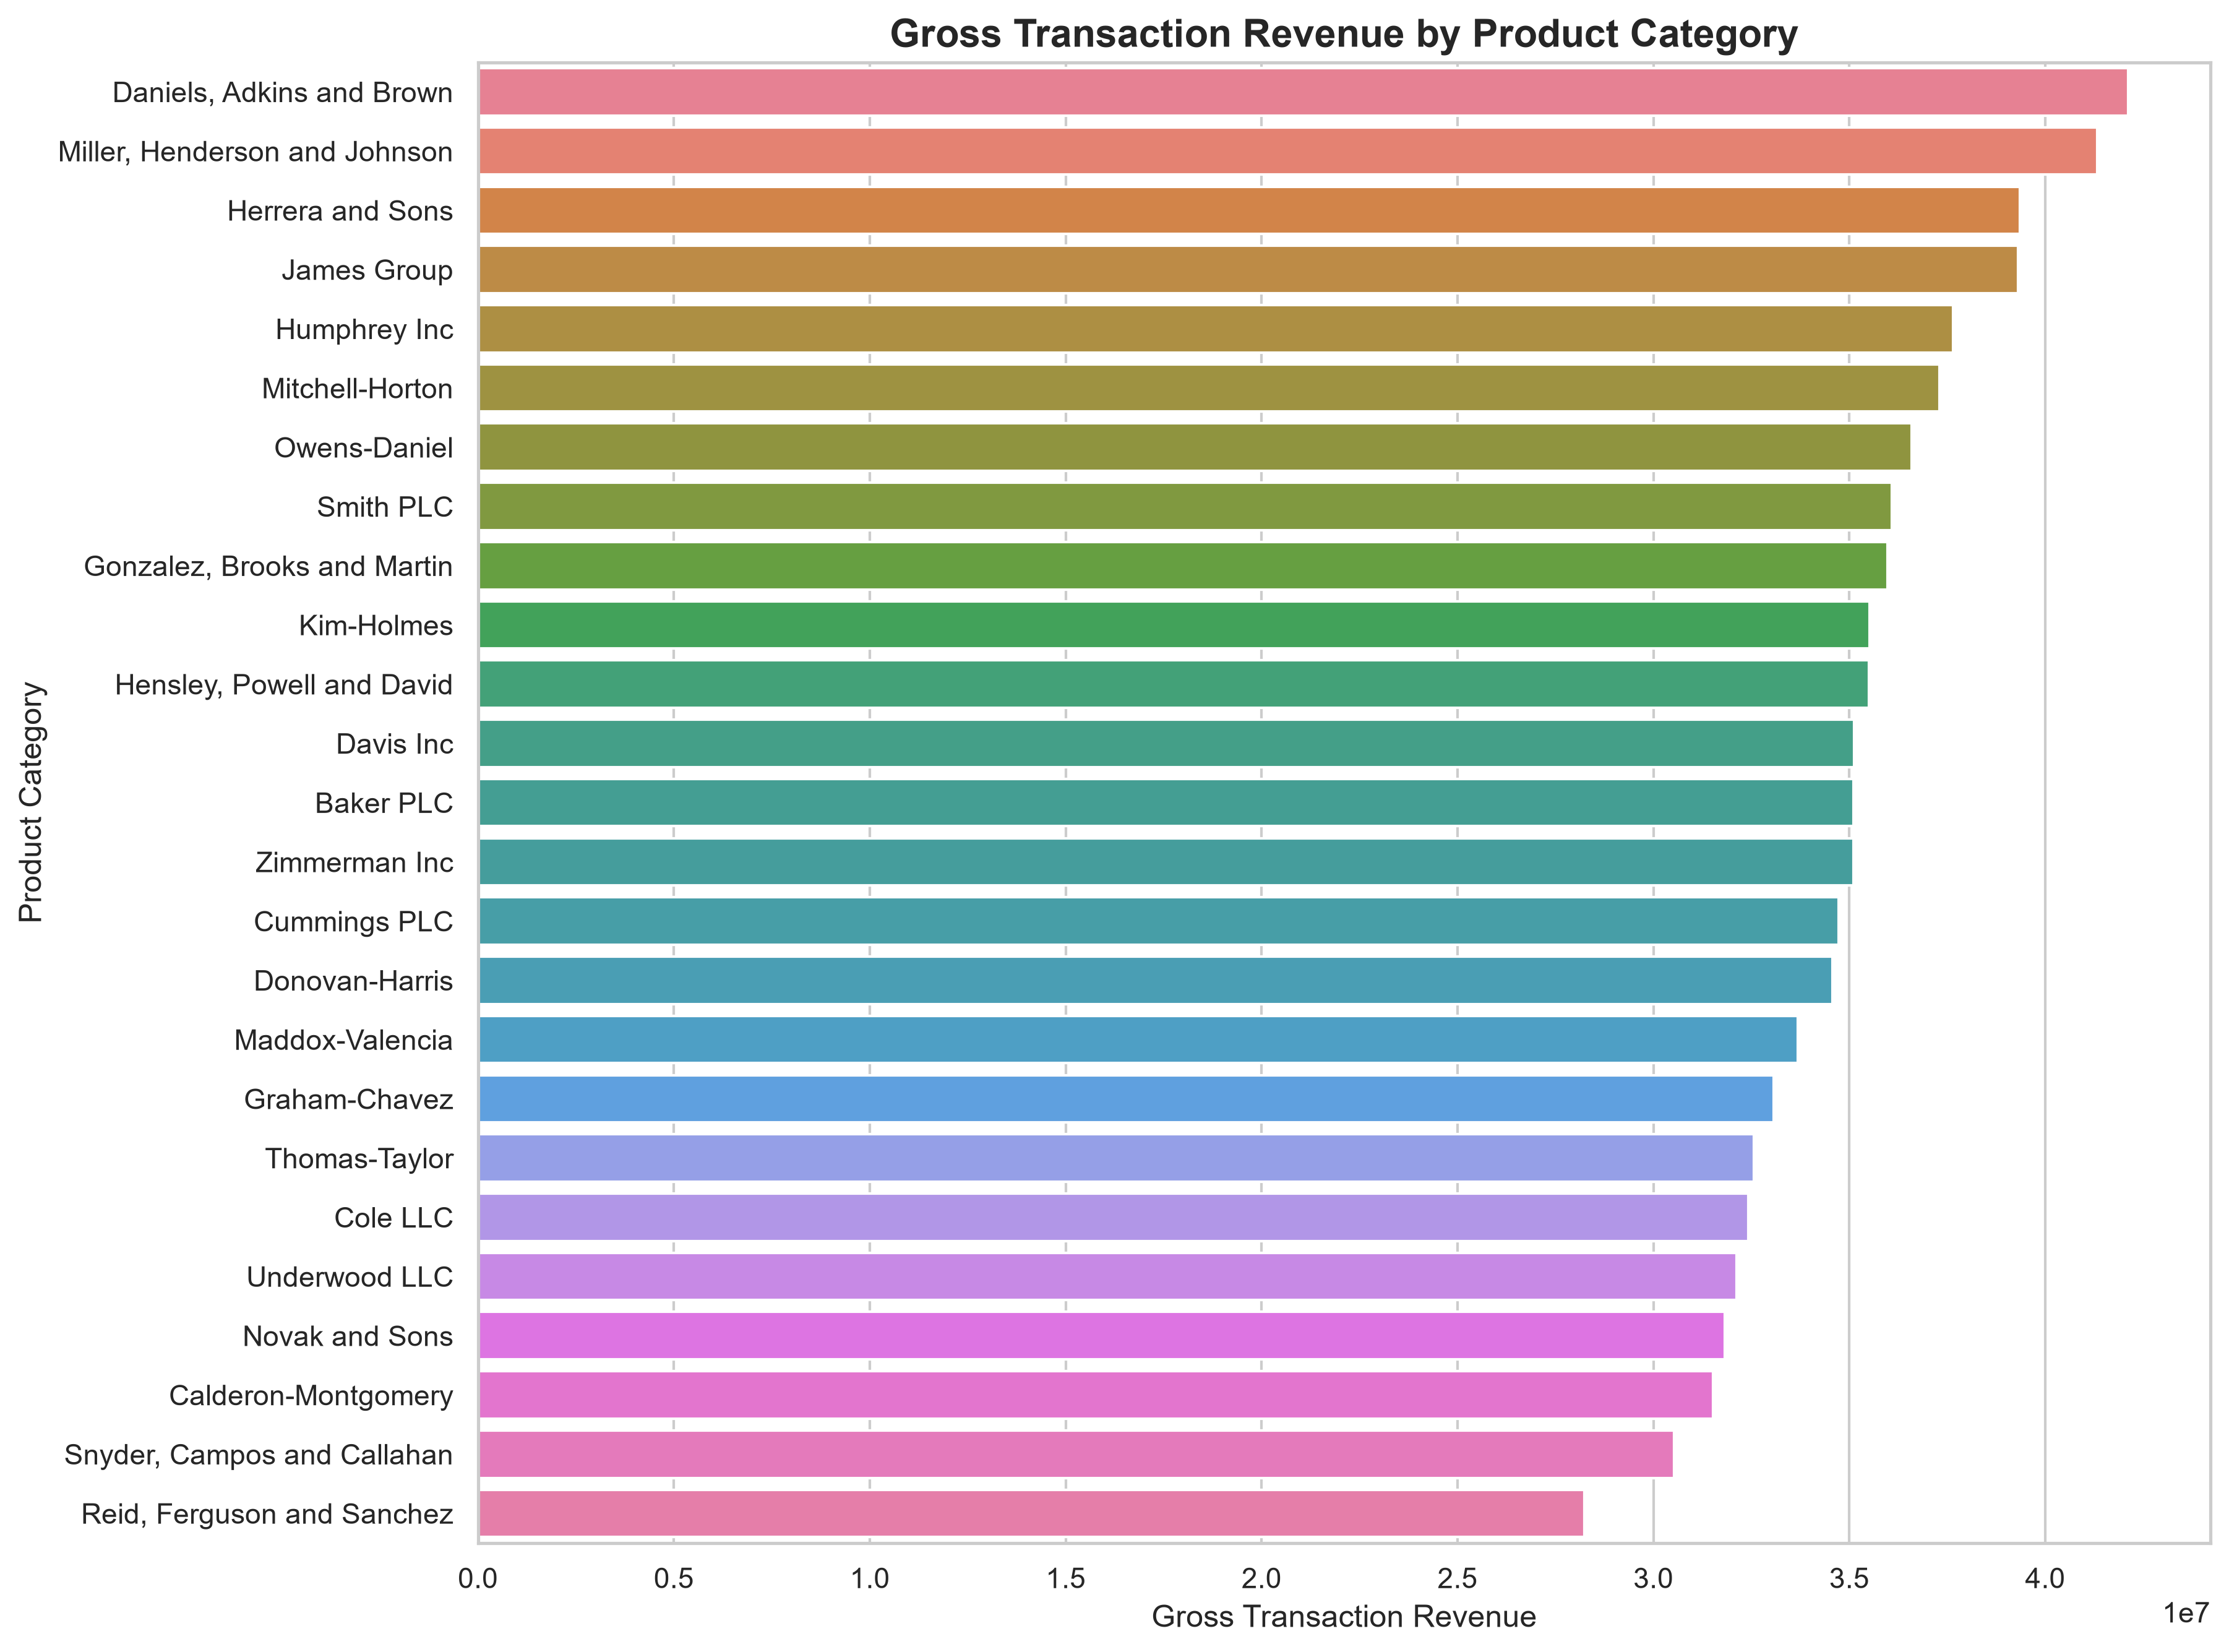 Gross Transaction Revenue by Product Category
Product Category
Daniels, Adkins and Brown
Miller, Henderson and Johnson
Herrera and Sons
James Group
Humphrey Inc
Mitchell-Horton
Owens-Daniel
Smith PLC
Gonzalez, Brooks and Martin
Kim-Holmes
Hensley, Powell and David
Davis Inc
Baker PLC
Zimmerman Inc
Cummings PLC
Donovan-Harris
Maddox-Valencia
Graham-Chavez
Thomas-Taylor
Cole LLC
Underwood LLC
Novak and Sons
Calderon-Montgomery
Snyder, Campos and Callahan
Reid, Ferguson and Sanchez
0.0 0.5 1.0 1.5 2.0 2.5 3.0 3.5 4.0
Gross Transaction Revenue
1e7